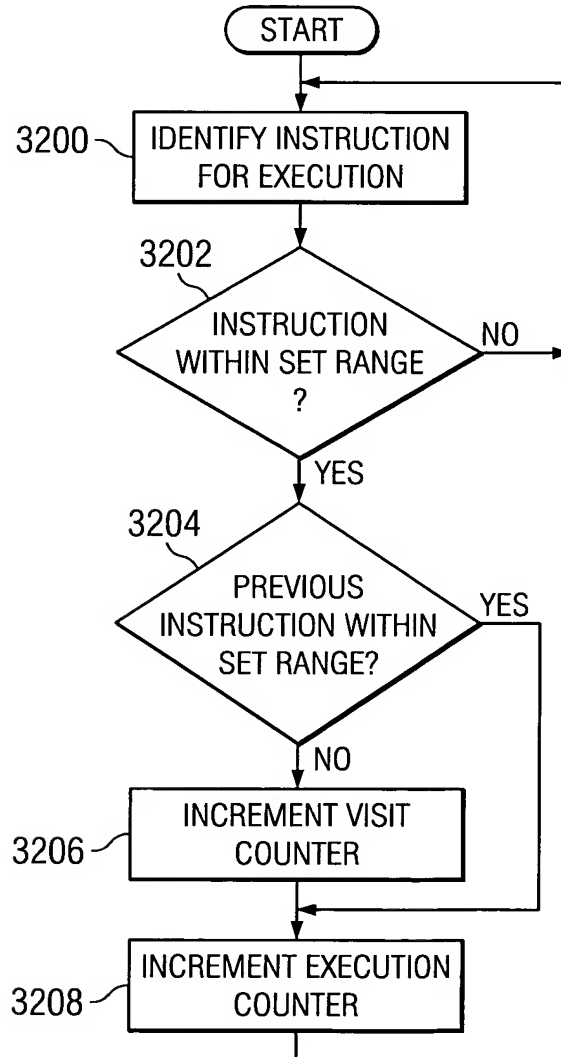 START
3200
IDENTIFY INSTRUCTION
FOR EXECUTION
3202
INSTRUCTION
WITHIN SET RANGE
?
NO
YES
3204
PREVIOUS
INSTRUCTION WITHIN
SET RANGE?
YES
NO
3206
INCREMENT VISIT
COUNTER
3208
INCREMENT EXECUTION
COUNTER